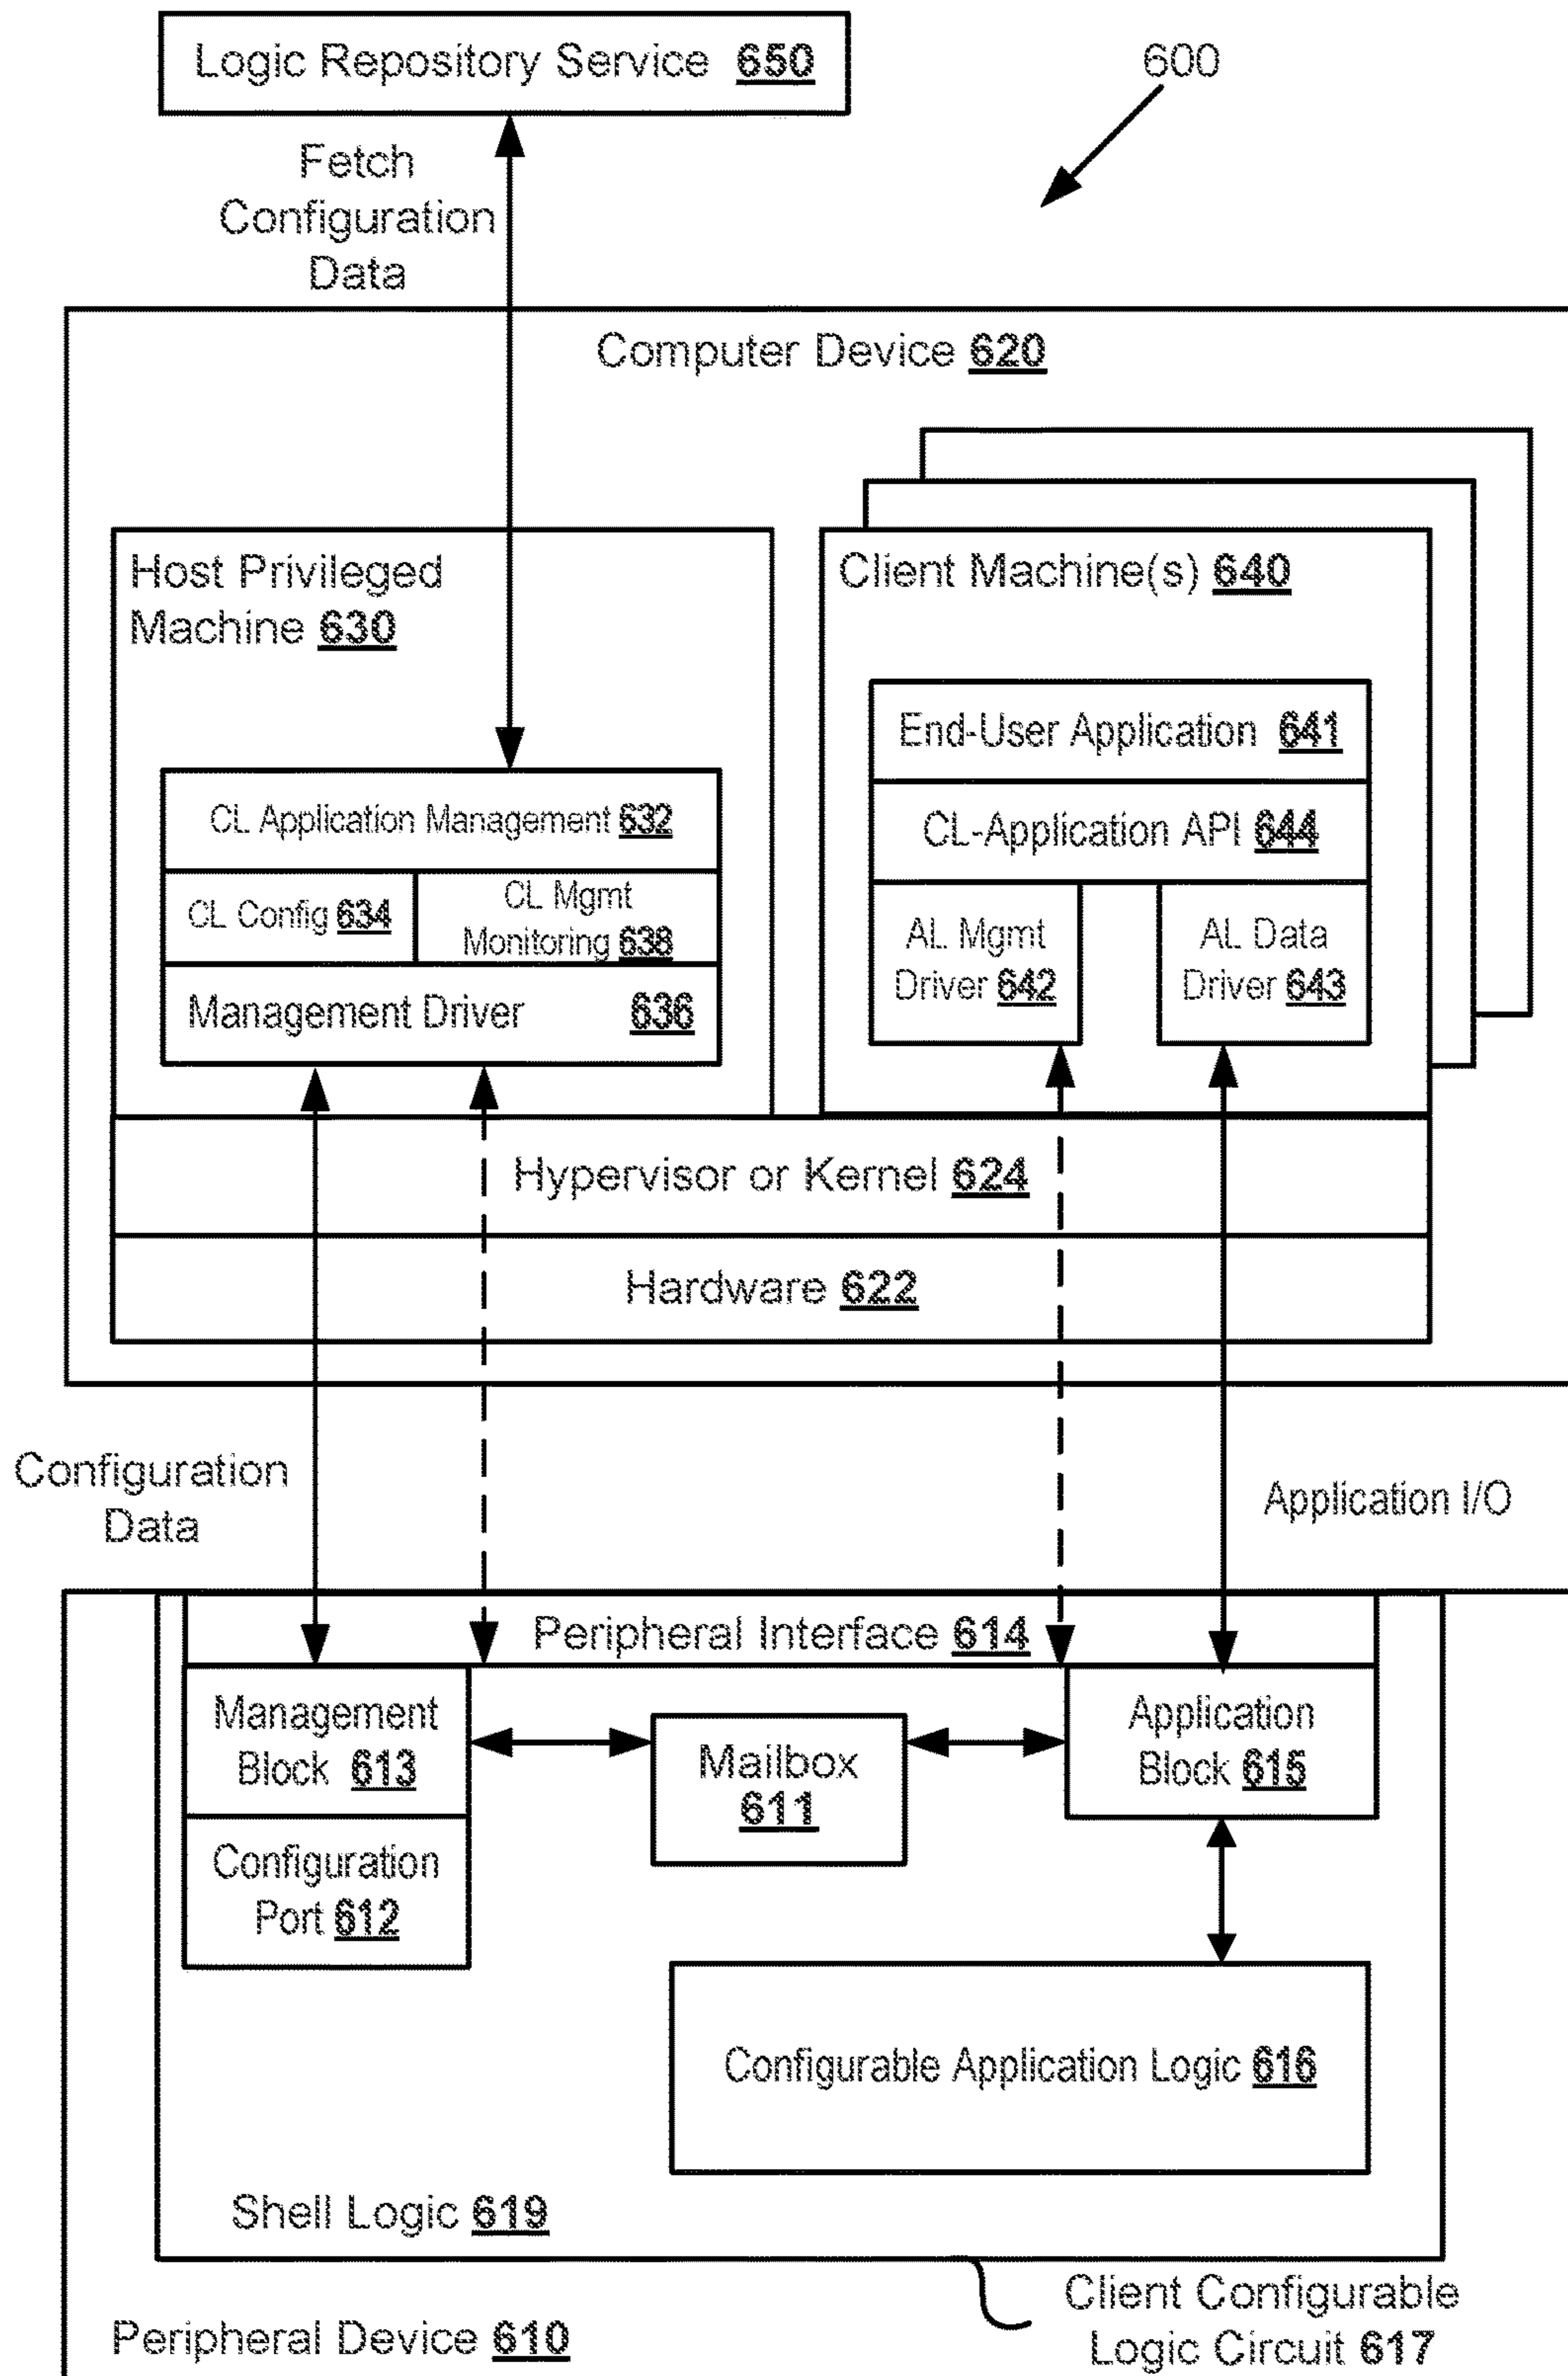 Logic Repository Service 650
600
Fetch
Configuration
Data
Computer Device 620
Host Privileged
Machine 630
Client Machine(s) 640
End-User Application 641
CL Application Management 632
CL-Application API 644
CL Config 634
CL Mgmt
Monitoring 638
AL Mgmt
Driver 642
AL Data
Driver 643
Management Driver 636
Hypervisor or Kernel 624
Hardware 622
Configuration
Data
Application I/O
Peripheral Interface 614
Management
Block 613
Mailbox
611
Application
Block 615
Configuration
Port 612
Configurable Application Logic 616
Shell Logic 619
Client Configurable
Logic Circuit 617
Peripheral Device 610